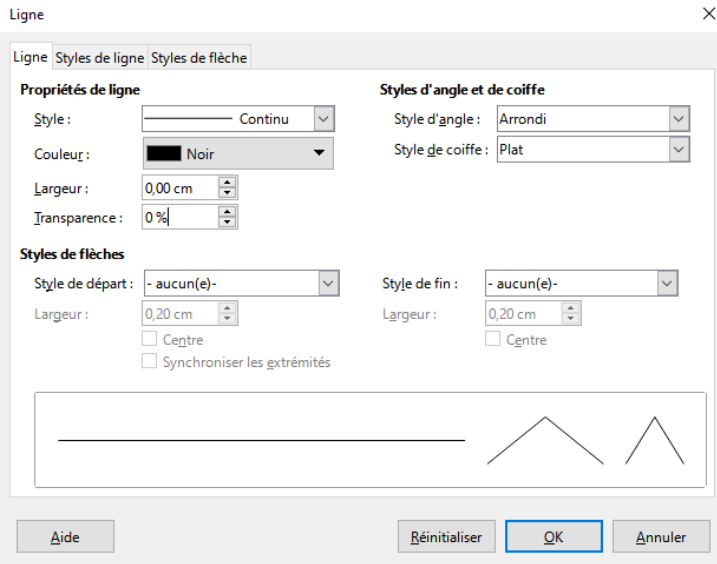 Ligne
Ligne Styles de ligne Styles de flèche
Propriétés de ligne Styles d'angle et de coiffe
Style : Continu Style d'angle : Arrondi
Couleur : Noir Style de coiffe : Plat
Largeur : 0,00 cm
Transparence : 0 %
Styles de flèches
Style de départ : - aucun(e)- Style de fin : - aucun(e)-
Largeur : 0,20 cm Largeur : 0,20 cm
Centre Centre
Synchroniser les extrémités
Aide Réinitialiser OK Annuler